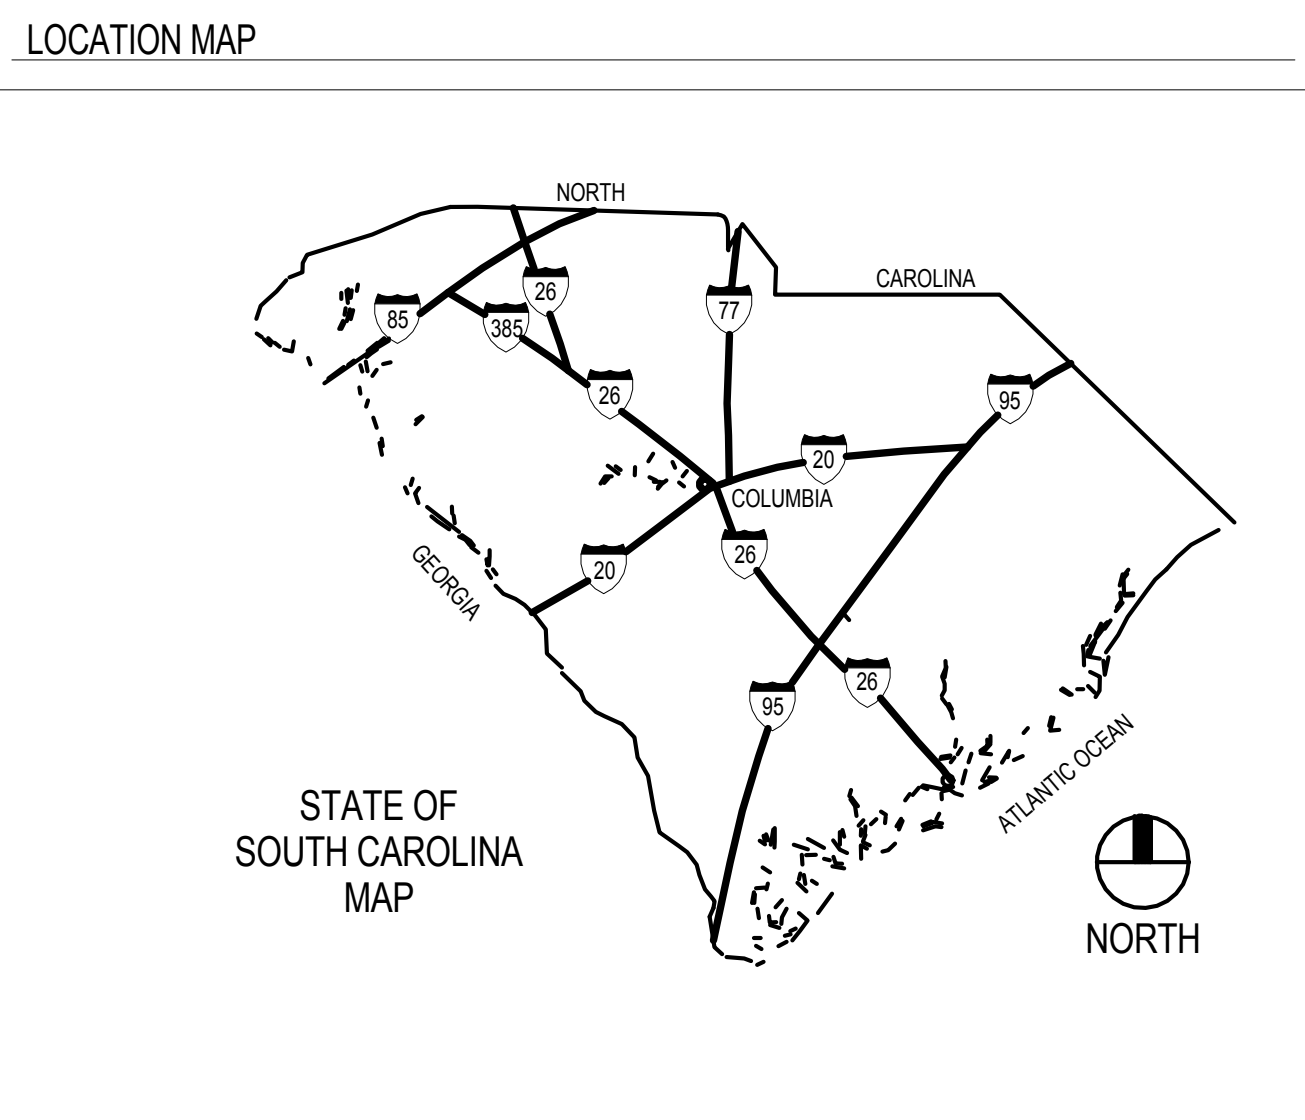 LOCATION MAP
NORTH
CAROLINA
26
85
385
77
26
95
20
COLUMBIA
26
20
GEORGIA
26
95
ATLANTIC OCEAN
STATE OF
SOUTH CAROLINA
MAP
NORTH